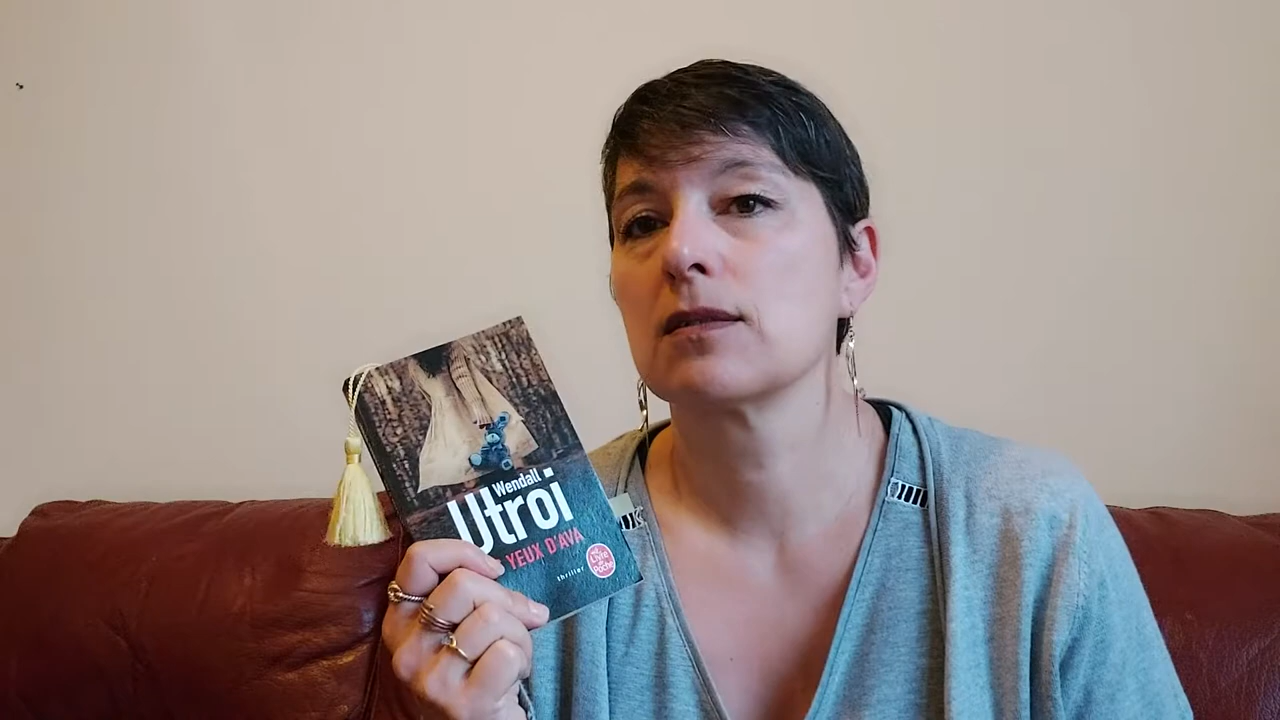 Wendall
Utroi
YEUX D'AVA
thriller
Le
Livre
de
Poche